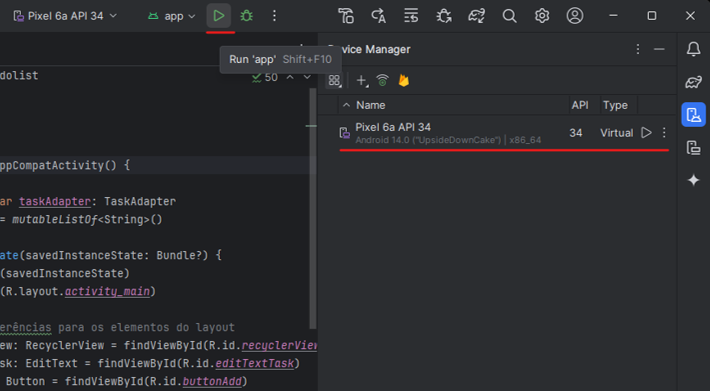 Pixel 6a API 34
app
Run 'app' Shift+F10
evice Manager
dolist
50
Name API Type
Pixel 6a API 34
Android 14.0 ("UpsideDownCake") | x86_64
34 Virtual
ppCompatActivity() {
ar taskAdapter: TaskAdapter
= mutableListOf<String>()
ate(savedInstanceState: Bundle?) {
(savedInstanceState)
(R.layout.activity_main)
erências para os elementos do layout
ew: RecyclerView = findViewById(R.id.recyclerView
sk: EditText = findViewById(R.id.editTextTask)
Button = findViewById(R.id.buttonAdd)